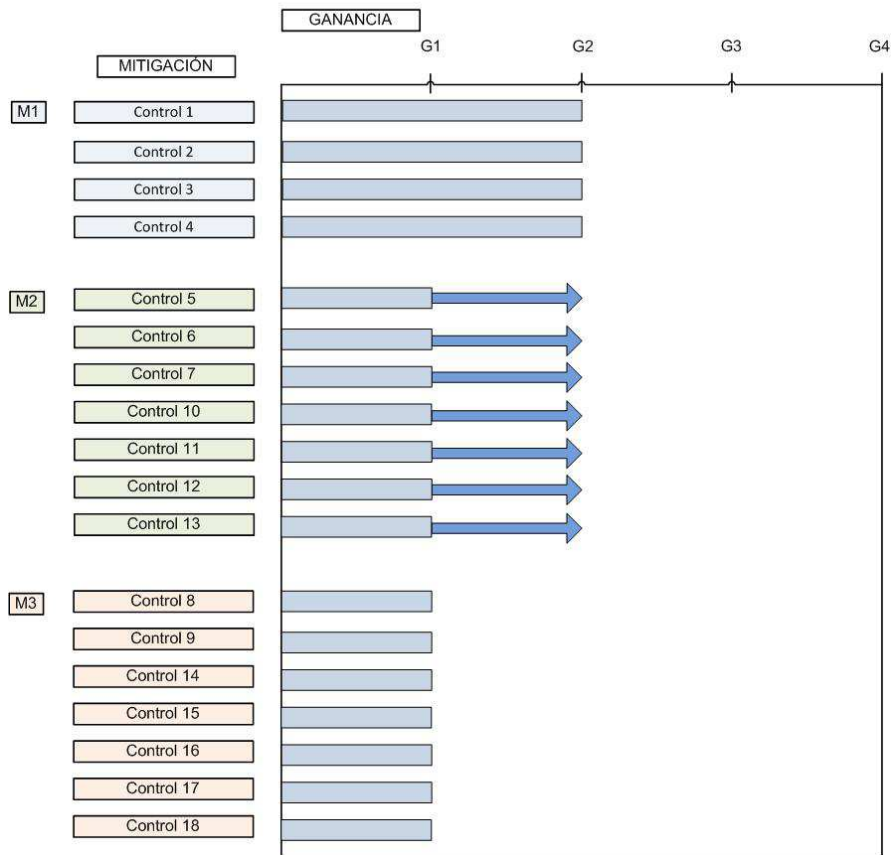 GANANCIA
G1
G2
G3
G4
MITIGACIÓN
M1
Control 1
Control 2
Control 3
Control 4
M2
Control 5
Control 6
Control 7
Control 10
Control 11
Control 12
Control 13
M3
Control 8
Control 9
Control 14
Control 15
Control 16
Control 17
Control 18